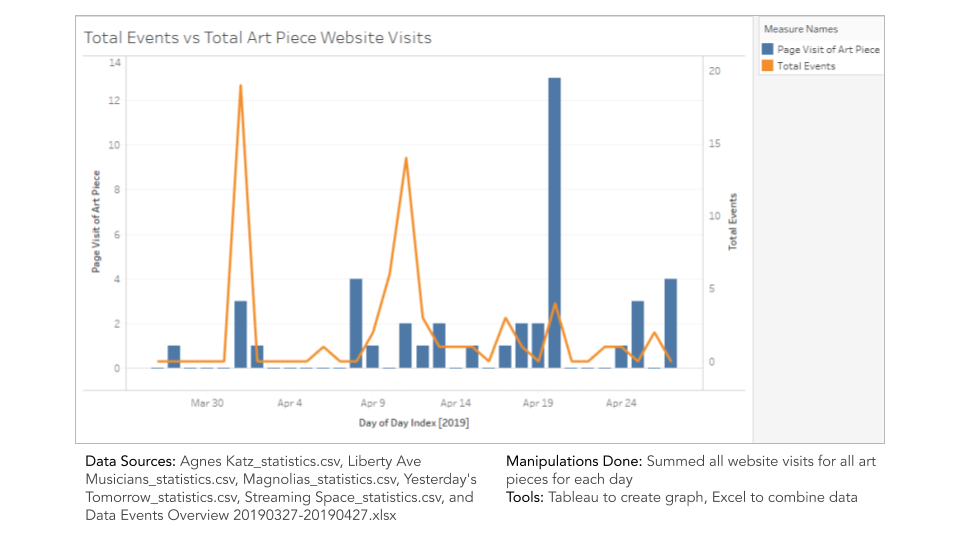 Total Events vs Total Art Piece Website Visits
Measure Names
Page Visit of Art Piece
Total Events
14
12
10
8
6
4
2
0
Page Visit of Art Piece
20
15
10
5
0
Total Events
Mar 30
Apr 4
Apr 9
Apr 14
Apr 19
Apr 24
Day of Day Index [2019]
Data Sources: Agnes Katz_statistics.csv, Liberty Ave
Musicians_statistics.csv, Magnolias_statistics.csv, Yesterday's
Tomorrow_statistics.csv, Streaming Space_statistics.csv, and
Data Events Overview 20190327-20190427.xlsx
Manipulations Done: Summed all website visits for all art
pieces for each day
Tools: Tableau to create graph, Excel to combine data